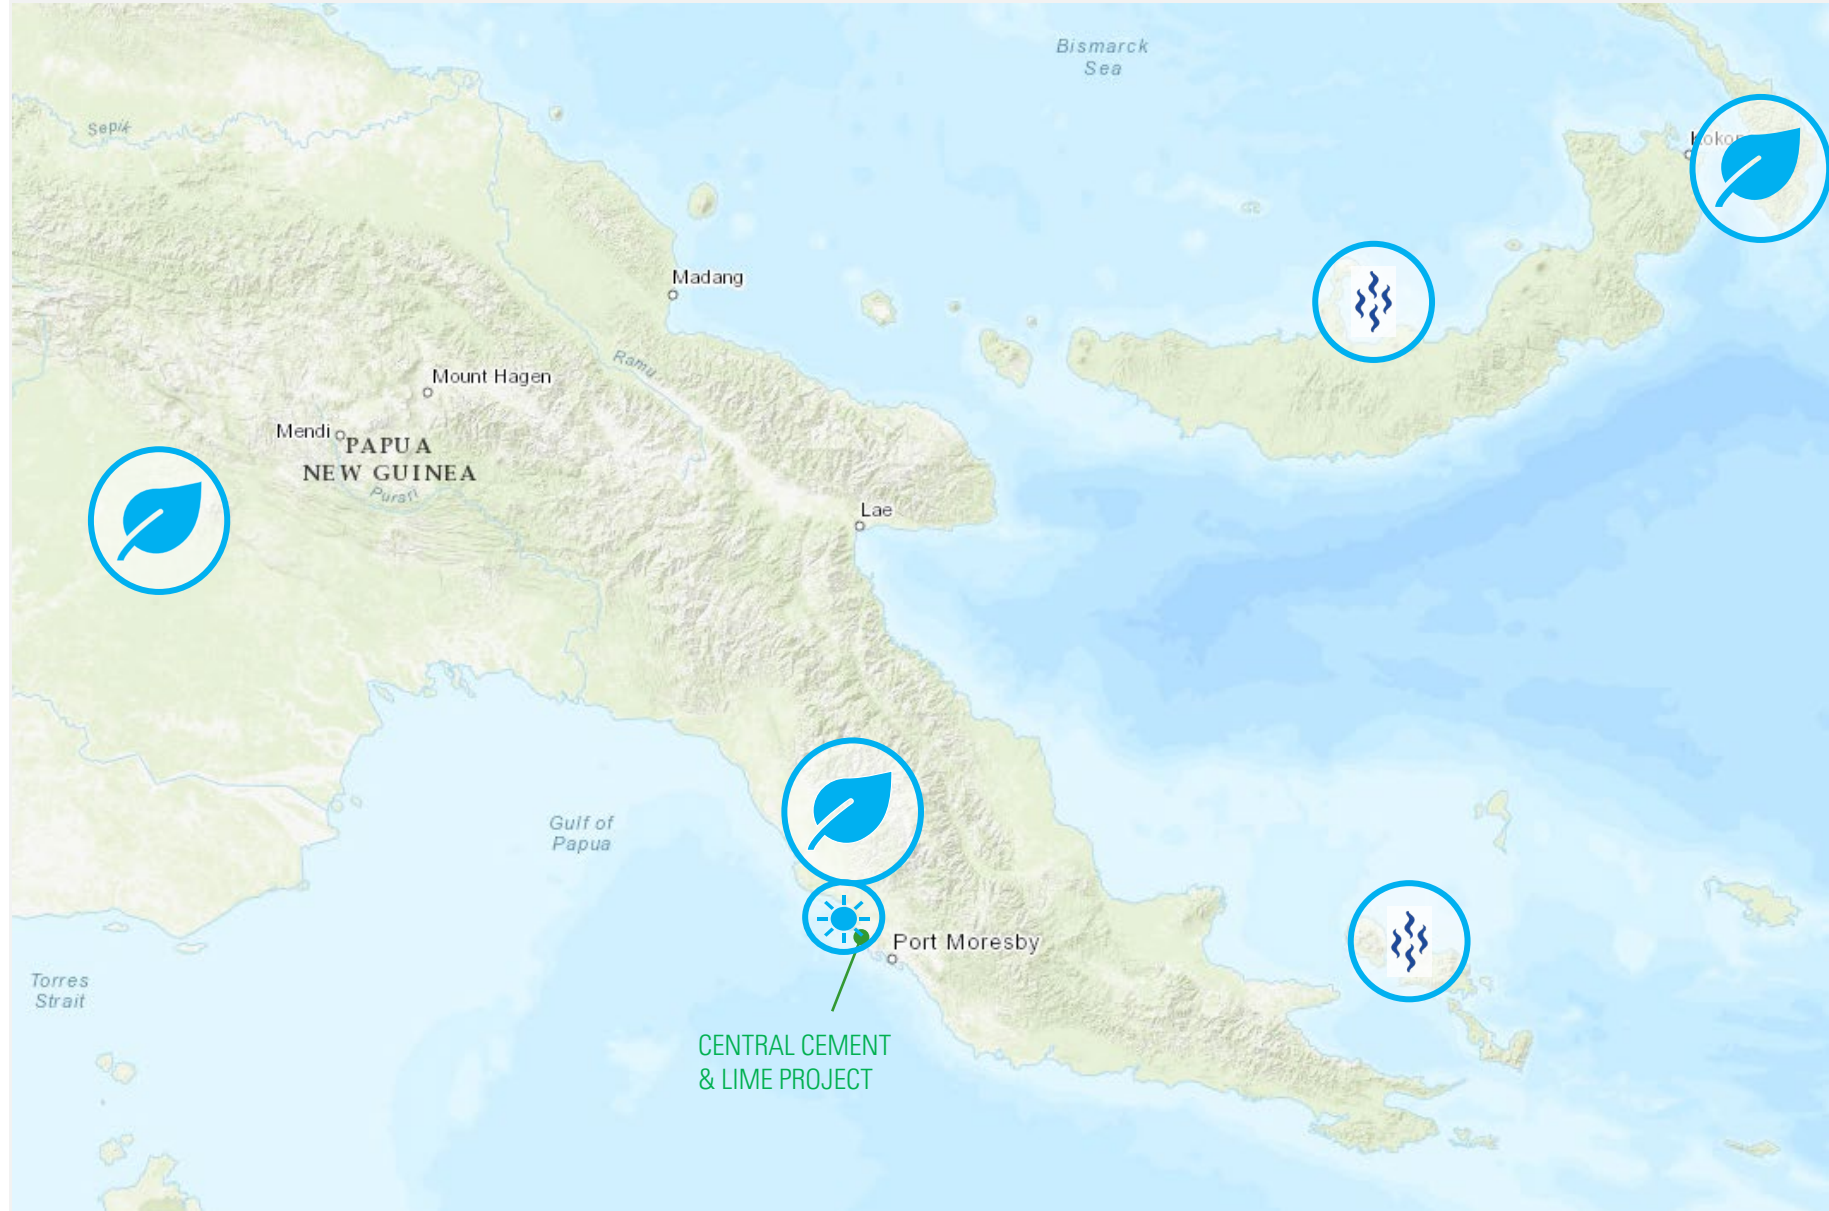 Bismarck
Sea
Sepik
Madang
Ramu
Mount Hagen
Mendi
PAPUA
NEW GUINEA
Purari
Lae
Gulf of
Papua
Port Moresby
Torres
Strait
CENTRAL CEMENT
& LIME PROJECT